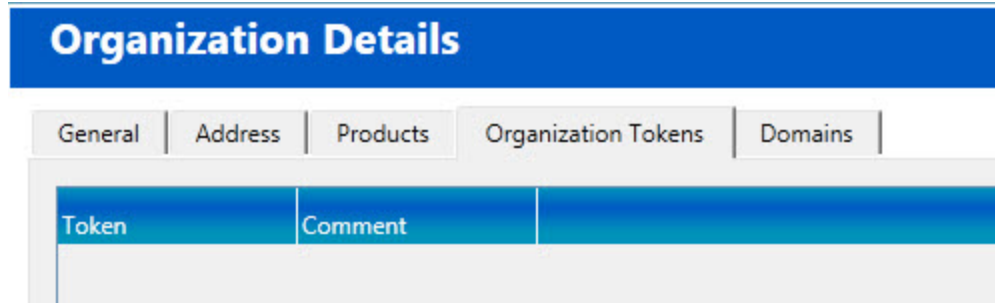 Organization Details
General Address Products Organization Tokens Domains
Token Comment